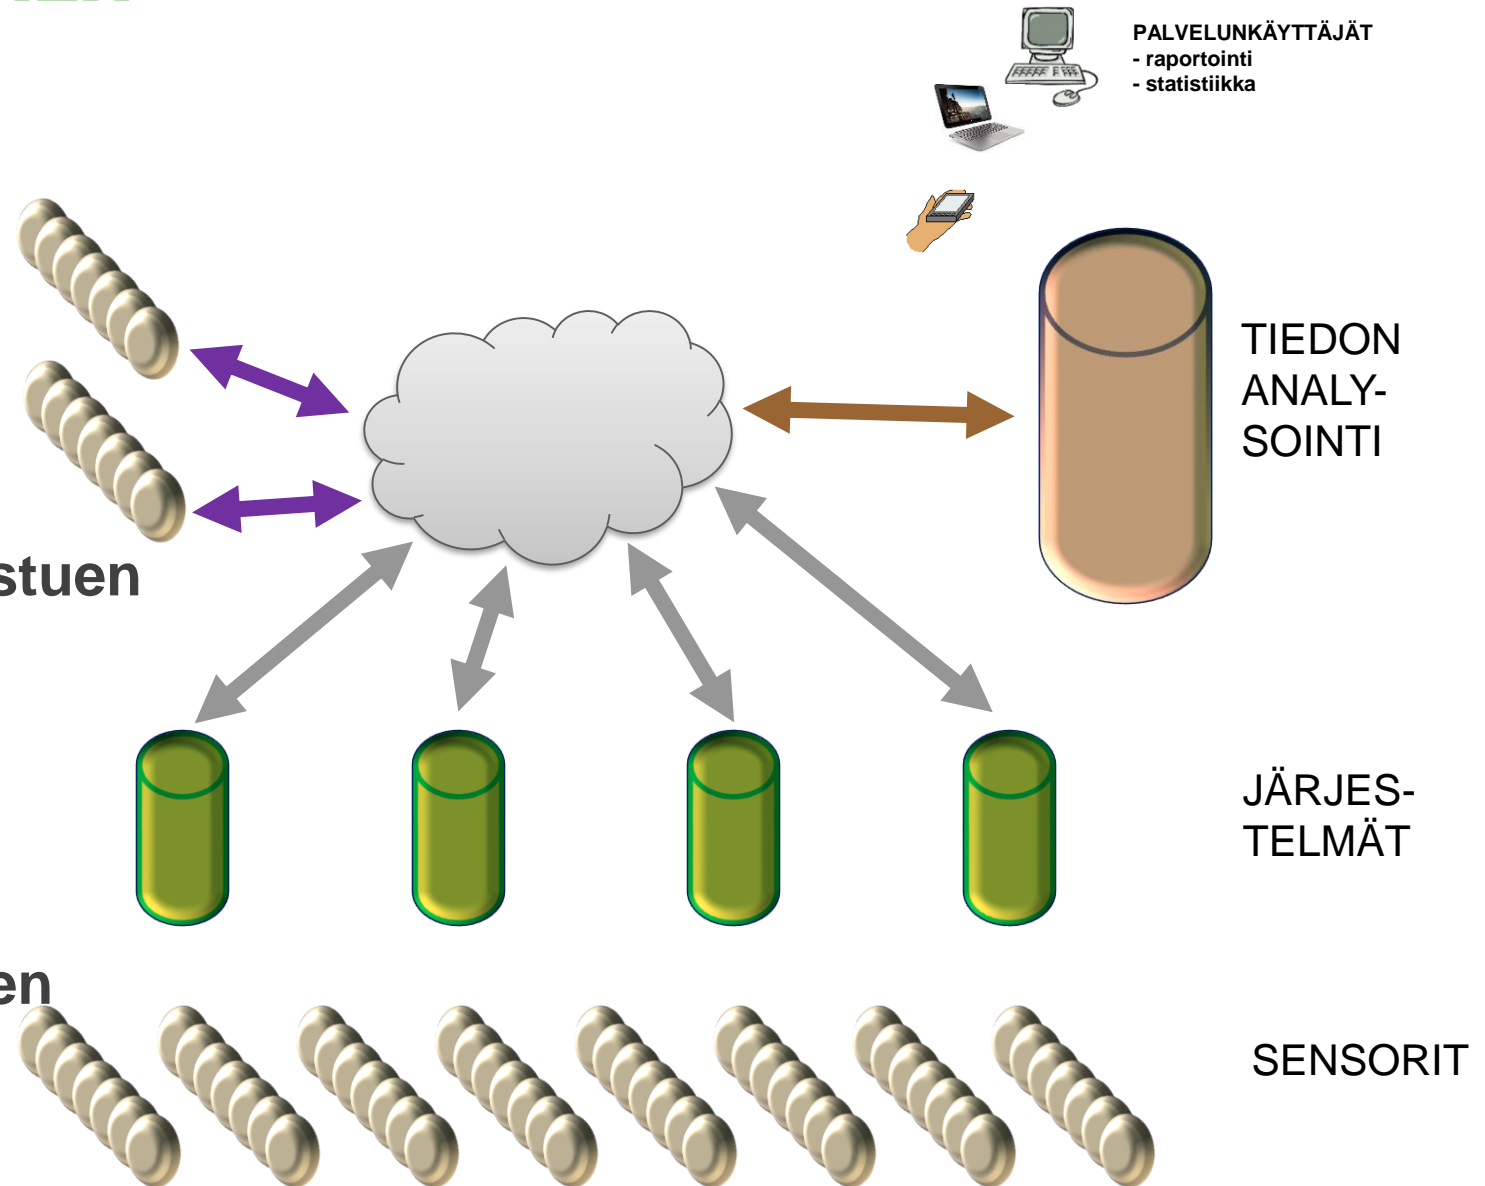 PALVELUNKÄYTTÄJÄT
- raportointi
- statistiikka
TIEDON
ANALY-
SOINTI
stuen
JÄRJES-
TELMÄT
en
SENSORIT